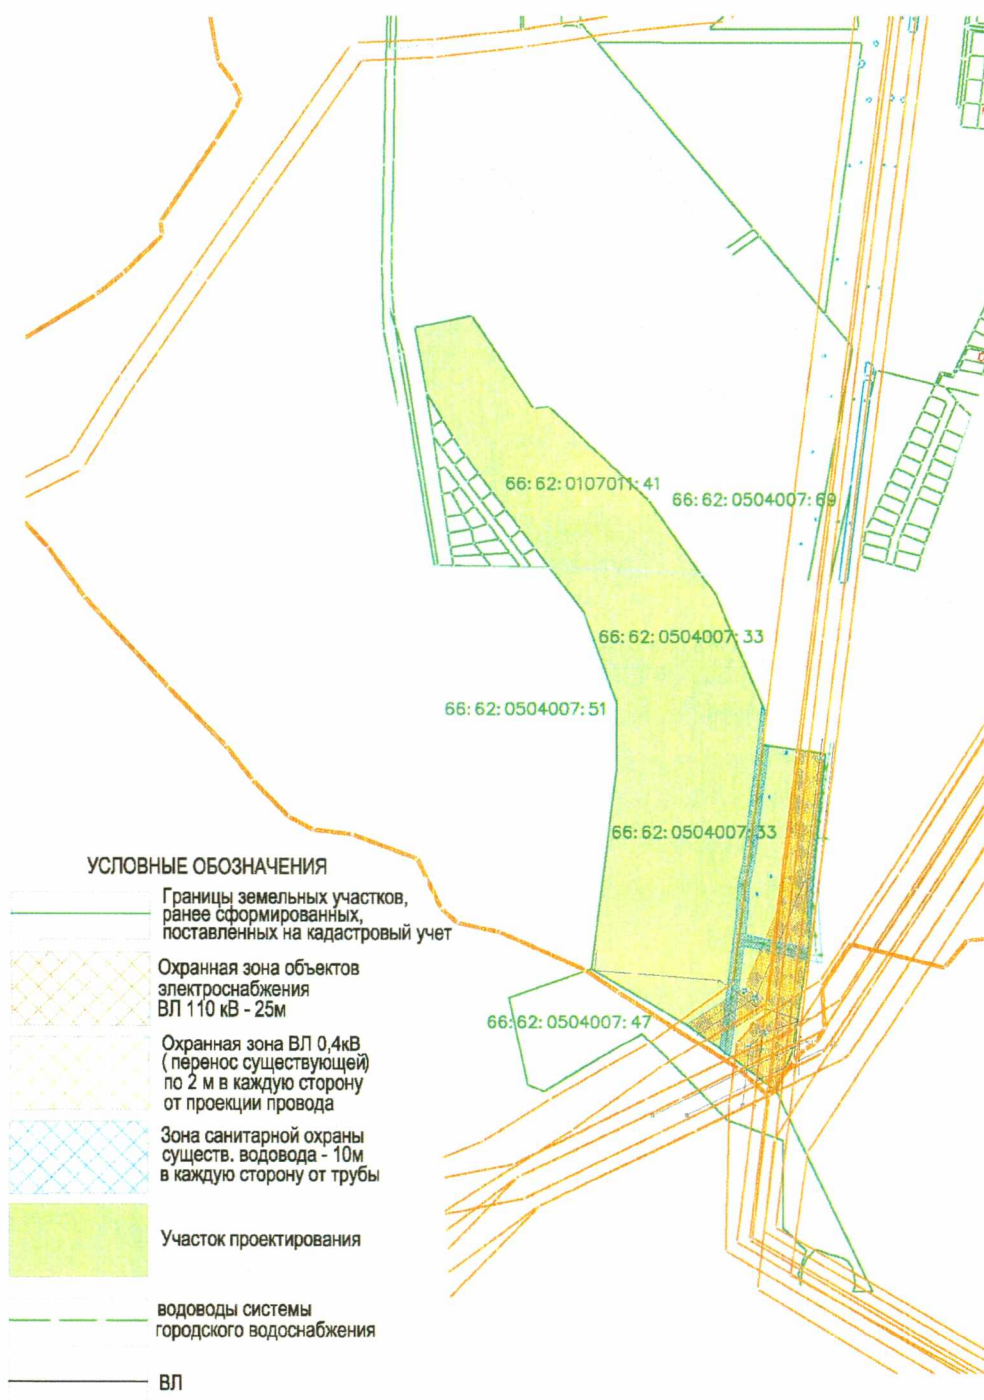 66:62:0107011:41
66:62:0504007:69
66:62:0504007:33
66:62:0504007:51
66:62:0504007:33
66:62:0504007:47
УСЛОВНЫЕ ОБОЗНАЧЕНИЯ
Границы земельных участков,
ранее сформированных,
поставленных на кадастровый учет
Охранная зона объектов
электроснабжения
ВЛ 110 кВ - 25м
Охранная зона ВЛ 0,4кВ
( перенос существующей)
по 2 м в каждую сторону
от проекции провода
Зона санитарной охраны
существ. водовода - 10м
в каждую сторону от трубы
Участок проектирования
водоводы системы
городского водоснабжения
ВЛ